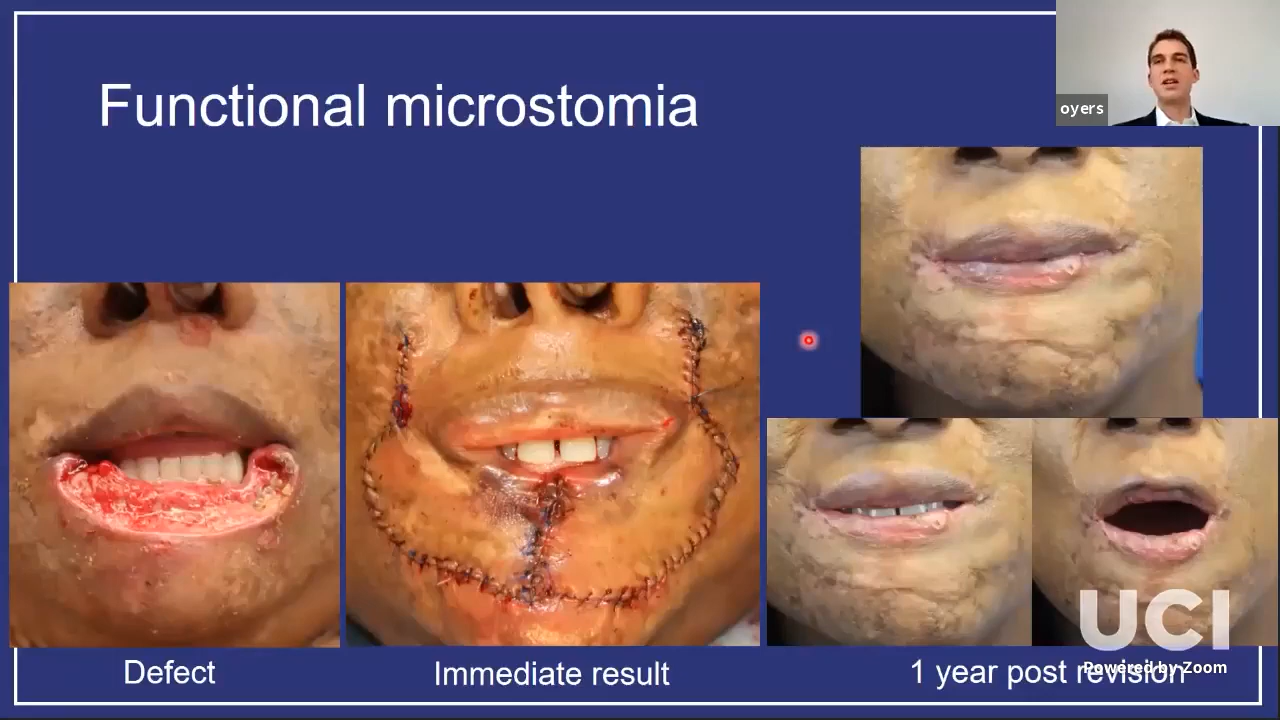 Functional microstomia
oyers
Defect
Immediate result
1 year post revision
UCI
Powered by Zoom